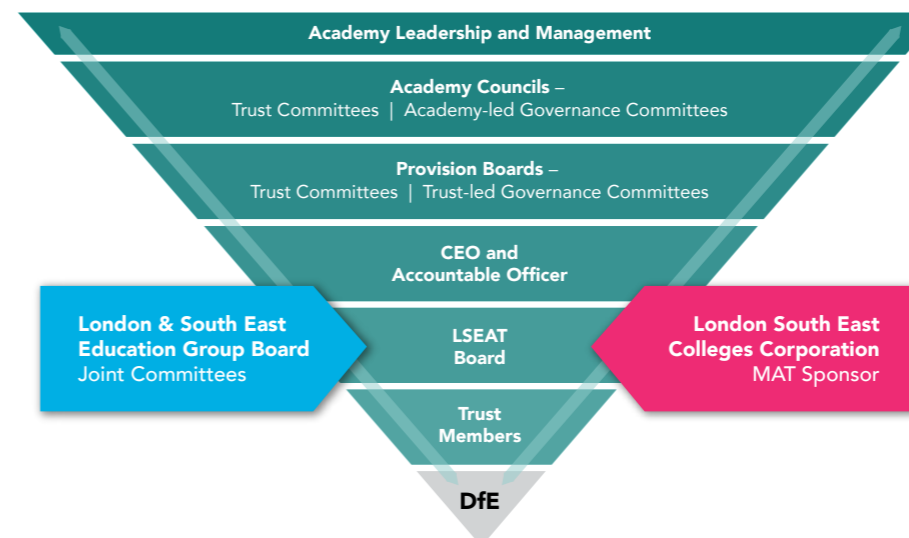 Academy Leadership and Management
Academy Councils –
Trust Committees | Academy-led Governance Committees
Provision Boards –
Trust Committees | Trust-led Governance Committees
CEO and
Accountable Officer
London & South East
Education Group Board
Joint Committees
LSEAT
Board
London South East
Colleges Corporation
MAT Sponsor
Trust
Members
DfE